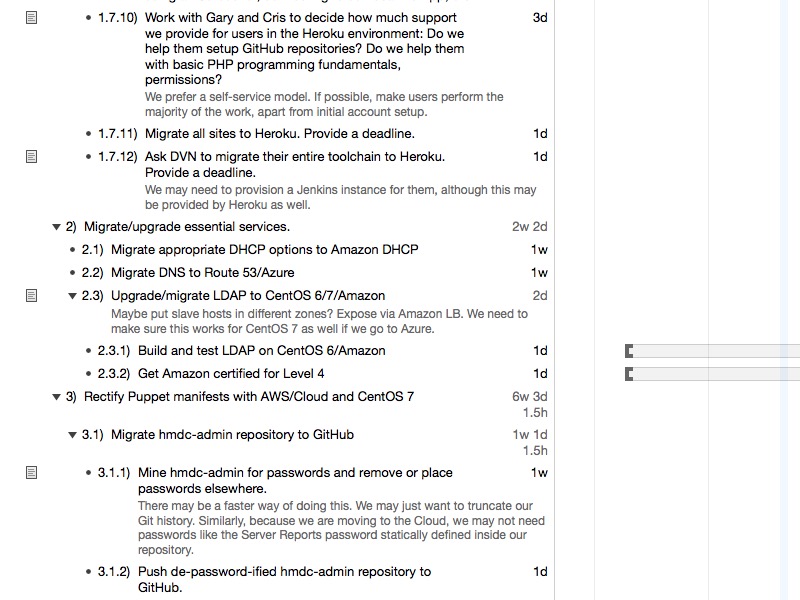 1.7.10) Work with Gary and Cris to decide how much support 3d
we provide for users in the Heroku environment: Do we
help them setup GitHub repositories? Do we help them
with basic PHP programming fundamentals,
permissions?
We prefer a self-service model. If possible, make users perform the
majority of the work, apart from initial account setup.
1.7.11) Migrate all sites to Heroku. Provide a deadline. 1d
1.7.12) Ask DVN to migrate their entire toolchain to Heroku. 1d
Provide a deadline.
We may need to provision a Jenkins instance for them, although this may
be provided by Heroku as well.
2) Migrate/upgrade essential services. 2w 2d
2.1) Migrate appropriate DHCP options to Amazon DHCP 1w
2.2) Migrate DNS to Route 53/Azure 1w
2.3) Upgrade/migrate LDAP to CentOS 6/7/Amazon 2d
Maybe put slave hosts in different zones? Expose via Amazon LB. We need to
make sure this works for CentOS 7 as well if we go to Azure.
2.3.1) Build and test LDAP on CentOS 6/Amazon 1d
2.3.2) Get Amazon certified for Level 4 1d
3) Rectify Puppet manifests with AWS/Cloud and CentOS 7 6w 3d
1.5h
3.1) Migrate hmdc-admin repository to GitHub 1w 1d
1.5h
3.1.1) Mine hmdc-admin for passwords and remove or place 1w
passwords elsewhere.
There may be a faster way of doing this. We may just want to truncate our
Git history. Similarly, because we are moving to the Cloud, we may not need
passwords like the Server Reports password statically defined inside our
repository.
3.1.2) Push de-password-ified hmdc-admin repository to 1d
GitHub.